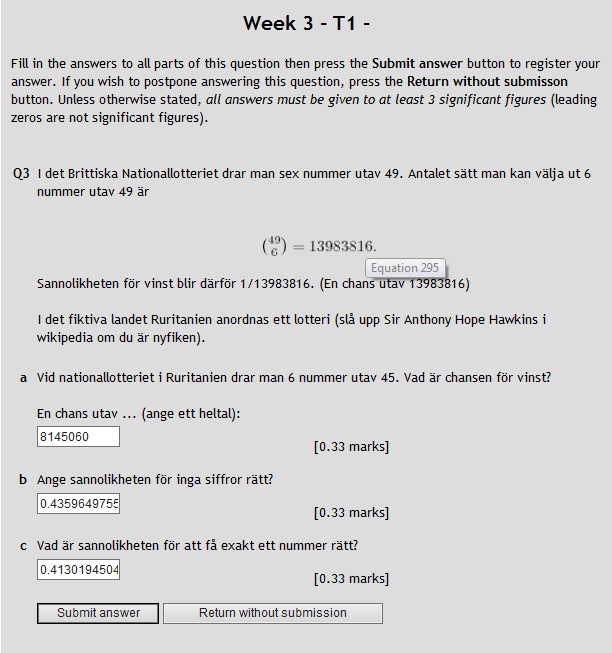 Week 3 - T1 -
Fill in the answers to all parts of this question then press the Submit answer button to register your
answer. If you wish to postpone answering this question, press the Return without submisson
button. Unless otherwise stated, all answers must be given to at least 3 significant figures (leading
zeros are not significant figures).
Q3 I det Brittiska Nationallotteriet drar man sex nummer utav 49. Antalet sätt man kan välja ut 6
nummer utav 49 är
(49 6) = 13983816.
Equation 295
Sannolikheten för vinst blir därför 1/13983816. (En chans utav 13983816)
I det fiktiva landet Ruritanien anordnas ett lotteri (slå upp Sir Anthony Hope Hawkins i
wikipedia om du är nyfiken).
a Vid nationallotteriet i Ruritanien drar man 6 nummer utav 45. Vad är chansen för vinst?
En chans utav ... (ange ett heltal):
8145060
[0.33 marks]
b Ange sannolikheten för inga siffror rätt?
0.4359649755
[0.33 marks]
c Vad är sannolikheten för att få exakt ett nummer rätt?
0.4130194504
[0.33 marks]
Submit answer Return without submission